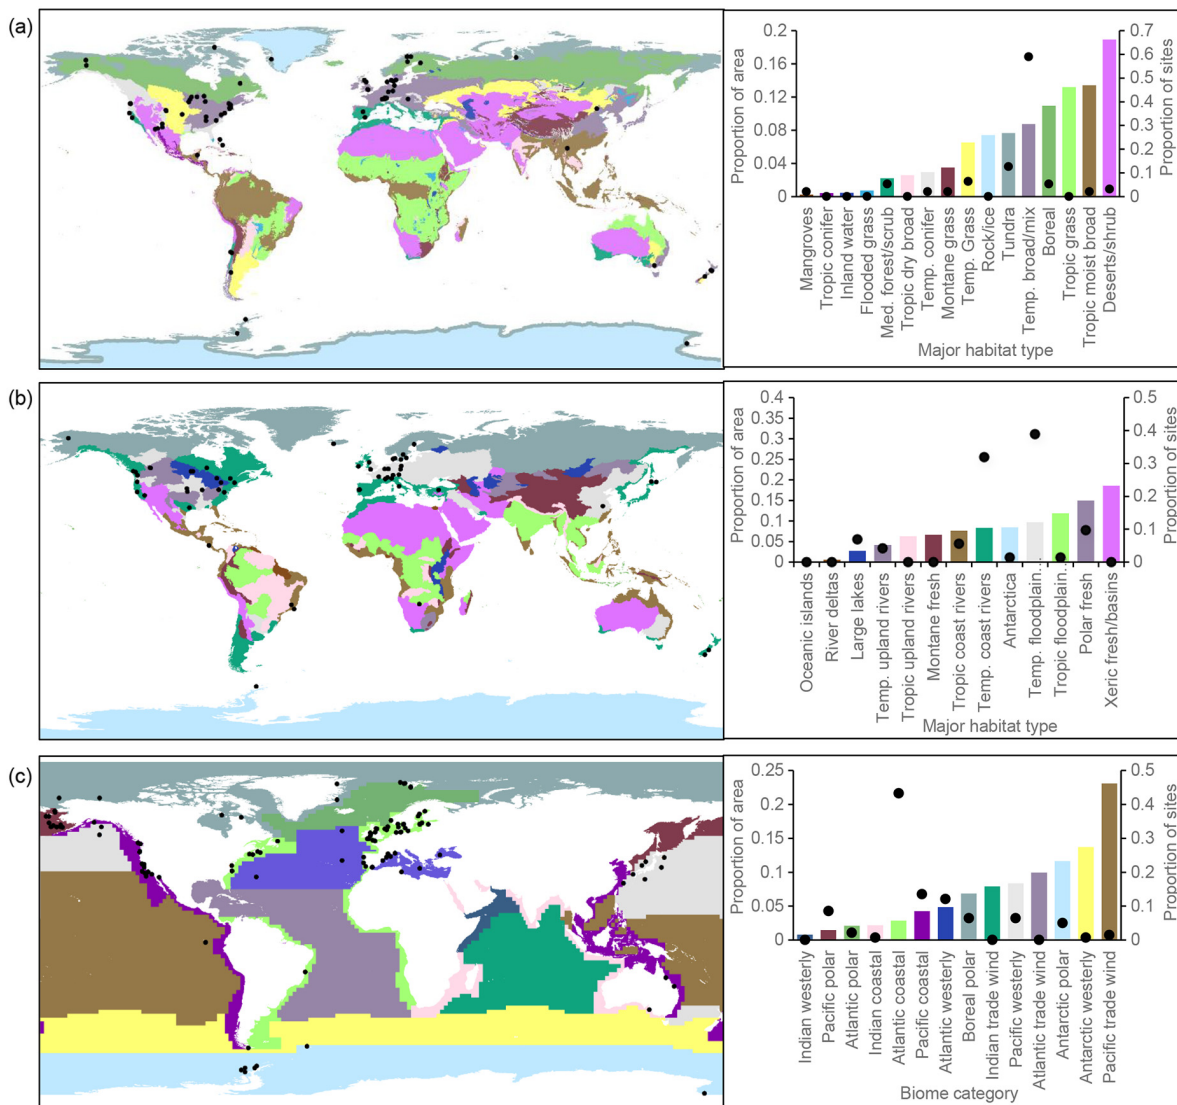 (a)
0.2
0.16
0.12
0.08
0.04
0
Proportion of area
0.7
0.6
0.5
0.4
0.3
0.2
0.1
0
Proportion of sites
Mangroves
Tropic conifer
Inland water
Flooded grass
Med. forest/scrub
Tropic dry broad
Temp. conifer
Montane grass
Temp. Grass
Rock/ice
Tundra
Temp. broad/mix
Boreal
Tropic grass
Tropic moist broad
Deserts/shrub
Major habitat type
(b)
0.4
0.35
0.3
0.25
0.2
0.15
0.1
0.05
0
Proportion of area
0.5
0.4
0.3
0.2
0.1
0
Proportion of sites
Oceanic islands
River deltas
Large lakes
Temp. upland rivers
Tropic upland rivers
Montane fresh
Tropic coast rivers
Temp. coast rivers
Antarctica
Temp. floodplain...
Tropic floodplain...
Polar fresh
Xeric fresh/basins
Major habitat type
(c)
0.25
0.2
0.15
0.1
0.05
0
Proportion of area
0.5
0.4
0.3
0.2
0.1
0
Proportion of sites
Indian westerly
Pacific polar
Atlantic polar
Indian coastal
Atlantic coastal
Pacific coastal
Atlantic westerly
Boreal polar
Indian trade wind
Pacific westerly
Atlantic trade wind
Antarctic polar
Antarctic westerly
Pacific trade wind
Biome category